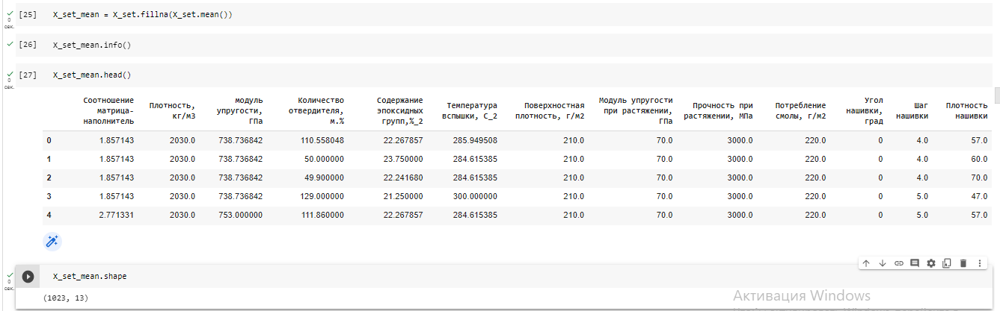 [25] X_set_mean = X_set.fillna(X_set.mean())
0
сек.
[26] X_set_mean.info()
[27] X_set_mean.head()
0
сек.
Соотношение матрица-наполнитель Плотность, кг/м3 модуль упругости, ГПа Количество отвердителя, м.% Содержание эпоксидных групп,%_2 Температура вспышки, С_2 Поверхностная плотность, г/м2 Модуль упругости при растяжении, ГПа Прочность при растяжении, МПа Потребление смолы, г/м2 Угол нашивки, град Шаг нашивки Плотность нашивки
0 1.857143 2030.0 738.736842 110.558048 22.267857 285.949508 210.0 70.0 3000.0 220.0 0 4.0 57.0
1 1.857143 2030.0 738.736842 50.000000 23.750000 284.615385 210.0 70.0 3000.0 220.0 0 4.0 60.0
2 1.857143 2030.0 738.736842 49.900000 22.241680 284.615385 210.0 70.0 3000.0 220.0 0 4.0 70.0
3 1.857143 2030.0 738.736842 129.000000 21.250000 300.000000 210.0 70.0 3000.0 220.0 0 5.0 47.0
4 2.771331 2030.0 753.000000 111.860000 22.267857 284.615385 210.0 70.0 3000.0 220.0 0 5.0 57.0
X_set_mean.shape
0
сек.
(1023, 13)
Активация Windows